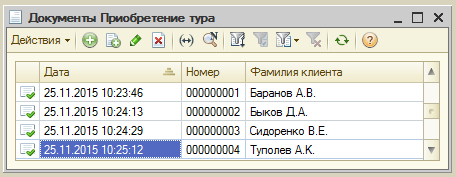 Документы Приобретение тура
Действия
Дата Номер Фамилия клиента
25.11.2015 10:23:46 000000001 Баранов А.В.
25.11.2015 10:24:13 000000002 Быков Д.А.
25.11.2015 10:24:29 000000003 Сидоренко В.Е.
25.11.2015 10:25:12 000000004 Туполев А.К.